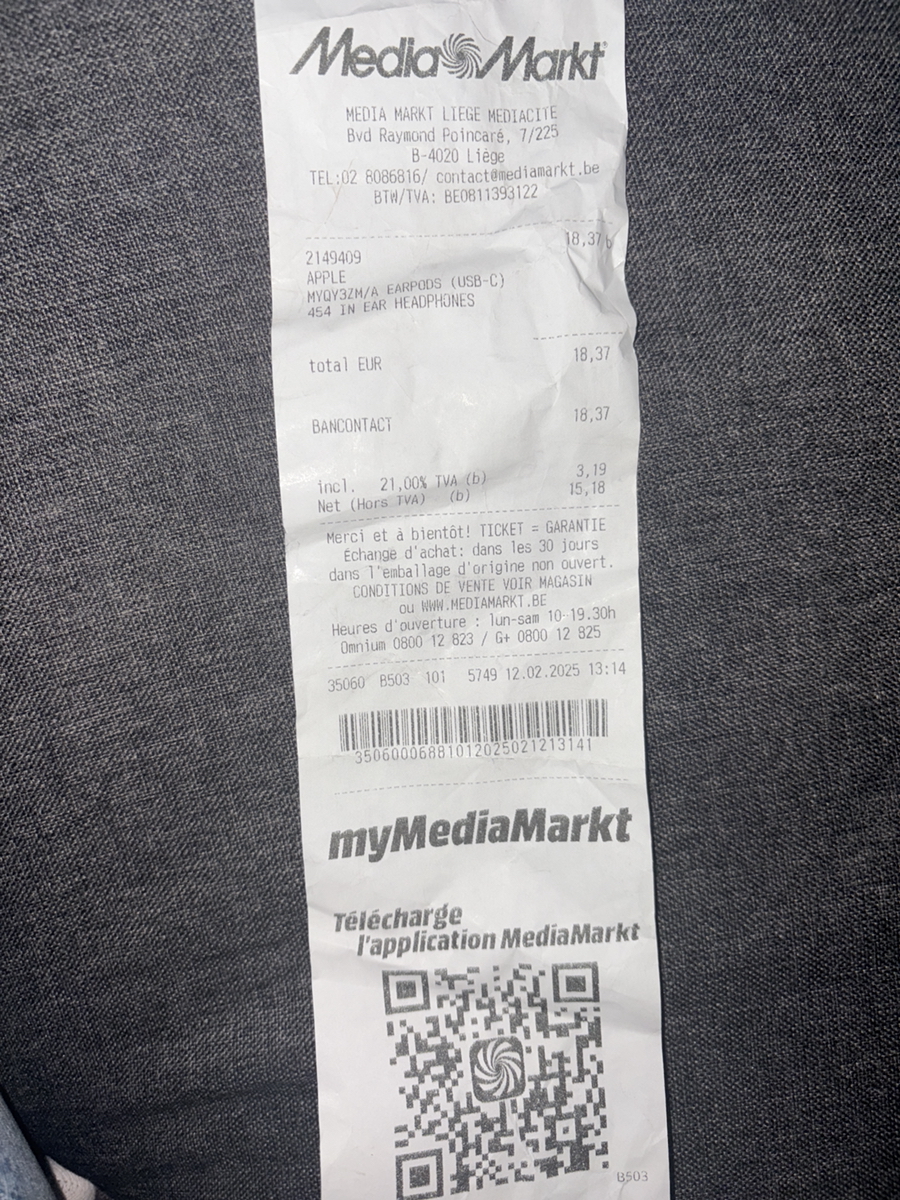 Media Markt
MEDIA MARKT LIEGE MEDIACITE
Bvd Raymond Poincaré, 7/225
B-4020 Liège
TEL:02 8086816/ contact@mediamarkt.be
BTW/TVA: BE0811393122
18,37 b
2149409
APPLE
MYQY3ZM/A EARPODS (USB-C)
454 IN EAR HEADPHONES
total EUR 18,37
BANCONTACT 18,37
incl. 21,00% TVA (b) 3,19
Net (Hors TVA) (b) 15,18
Merci et à bientôt! TICKET = GARANTIE
Échange d'achat: dans les 30 jours
dans l'emballage d'origine non ouvert.
CONDITIONS DE VENTE VOIR MAGASIN
ou WWW.MEDIAMARKT.BE
Heures d'ouverture : lun-sam 10-19.30h
Omnium 0800 12 823 / G+ 0800 12 825
35060 B503 101 5749 12.02.2025 13:14
3506000688101202502121314​1
myMediaMarkt
Télécharge
l'application MediaMarkt
B503